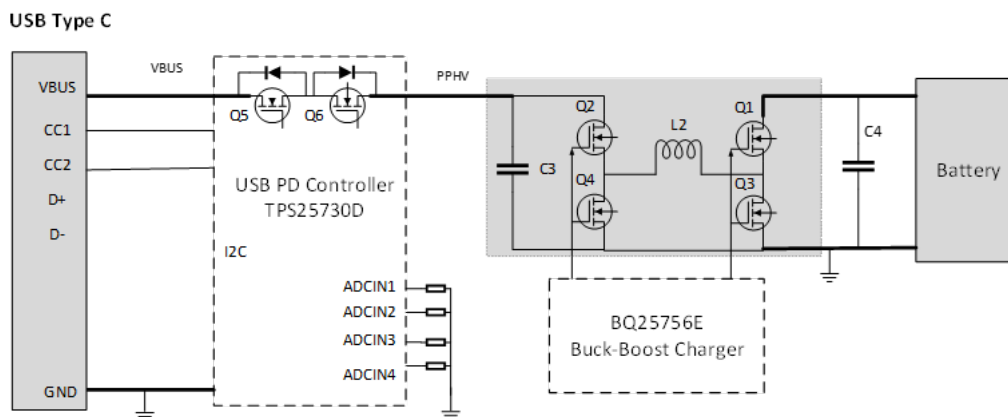 USB Type C
VBUS
CC1
CC2
D+
D-
GND
VBUS
Q5
Q6
USB PD Controller
TPS25730D
I2C
ADCIN1
ADCIN2
ADCIN3
ADCIN4
PPHV
C3
Q2
Q4
L2
Q1
Q3
C4
BQ25756E
Buck-Boost Charger
Battery